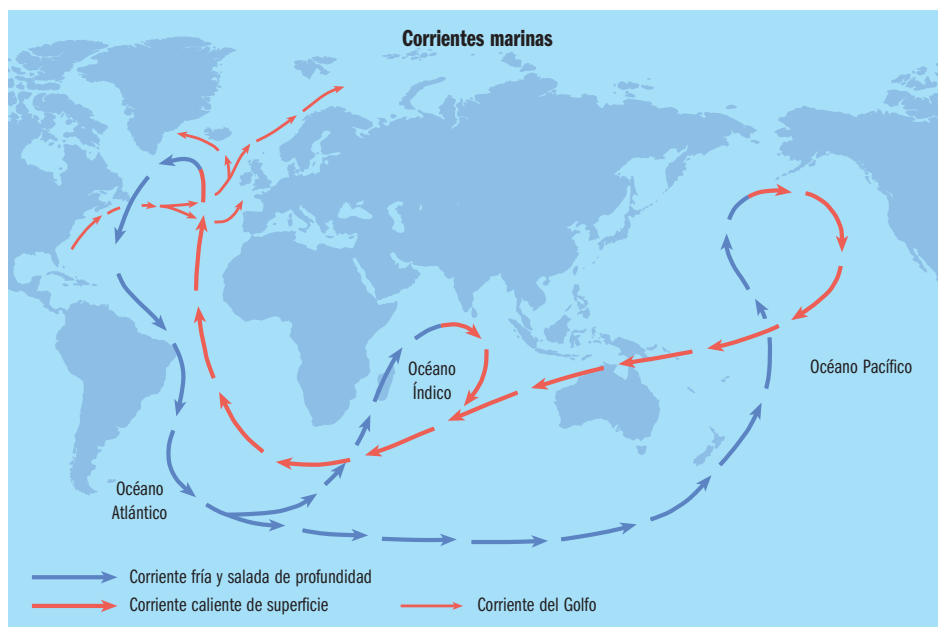 Corrientes marinas
Océano
Índico
Océano Pacífico
Océano
Atlántico
Corriente fría y salada de profundidad
Corriente caliente de superficie
Corriente del Golfo